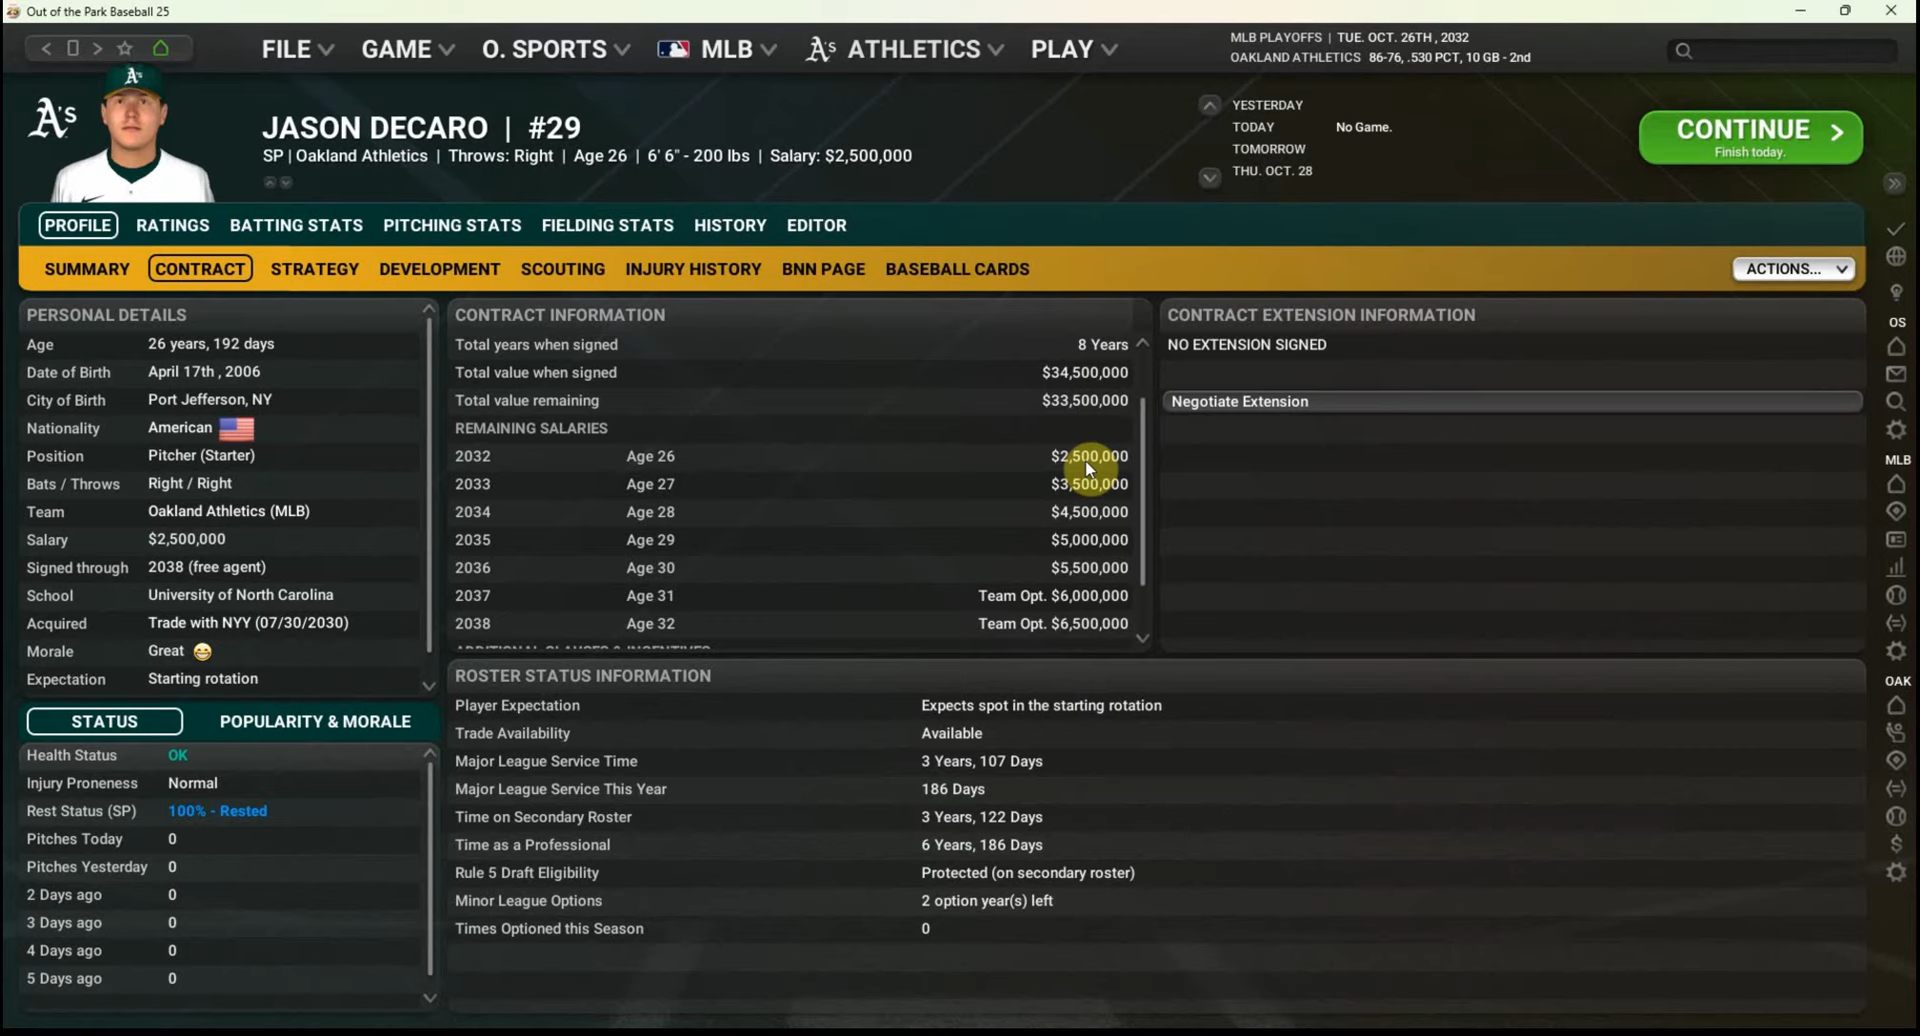 Out of the Park Baseball 25
FILE GAME O. SPORTS MLB A's ATHLETICS PLAY
MLB PLAYOFFS | TUE. OCT. 26TH , 2032
OAKLAND ATHLETICS 86-76, .530 PCT, 10 GB - 2nd
A's
A's
JASON DECARO | #29
SP | Oakland Athletics | Throws: Right | Age 26 | 6' 6" - 200 lbs | Salary: $2,500,000
YESTERDAY
TODAY No Game.
TOMORROW
THU. OCT. 28
CONTINUE
Finish today.
PROFILE RATINGS BATTING STATS PITCHING STATS FIELDING STATS HISTORY EDITOR
SUMMARY CONTRACT STRATEGY DEVELOPMENT SCOUTING INJURY HISTORY BNN PAGE BASEBALL CARDS
ACTIONS...
PERSONAL DETAILS
Age 26 years, 192 days
Date of Birth April 17th , 2006
City of Birth Port Jefferson, NY
Nationality American
Position Pitcher (Starter)
Bats / Throws Right / Right
Team Oakland Athletics (MLB)
Salary $2,500,000
Signed through 2038 (free agent)
School University of North Carolina
Acquired Trade with NYY (07/30/2030)
Morale Great
Expectation Starting rotation
STATUS POPULARITY & MORALE
Health Status OK
Injury Proneness Normal
Rest Status (SP) 100% - Rested
Pitches Today 0
Pitches Yesterday 0
2 Days ago 0
3 Days ago 0
4 Days ago 0
5 Days ago 0
CONTRACT INFORMATION
Total years when signed 8 Years
Total value when signed $34,500,000
Total value remaining $33,500,000
REMAINING SALARIES
2032 Age 26 $2,500,000
2033 Age 27 $3,500,000
2034 Age 28 $4,500,000
2035 Age 29 $5,000,000
2036 Age 30 $5,500,000
2037 Age 31 Team Opt. $6,000,000
2038 Age 32 Team Opt. $6,500,000
ADDITIONAL CLAUSES & INCENTIVES
CONTRACT EXTENSION INFORMATION
NO EXTENSION SIGNED
Negotiate Extension
ROSTER STATUS INFORMATION
Player Expectation Expects spot in the starting rotation
Trade Availability Available
Major League Service Time 3 Years, 107 Days
Major League Service This Year 186 Days
Time on Secondary Roster 3 Years, 122 Days
Time as a Professional 6 Years, 186 Days
Rule 5 Draft Eligibility Protected (on secondary roster)
Minor League Options 2 option year(s) left
Times Optioned this Season 0
OS
MLB
OAK